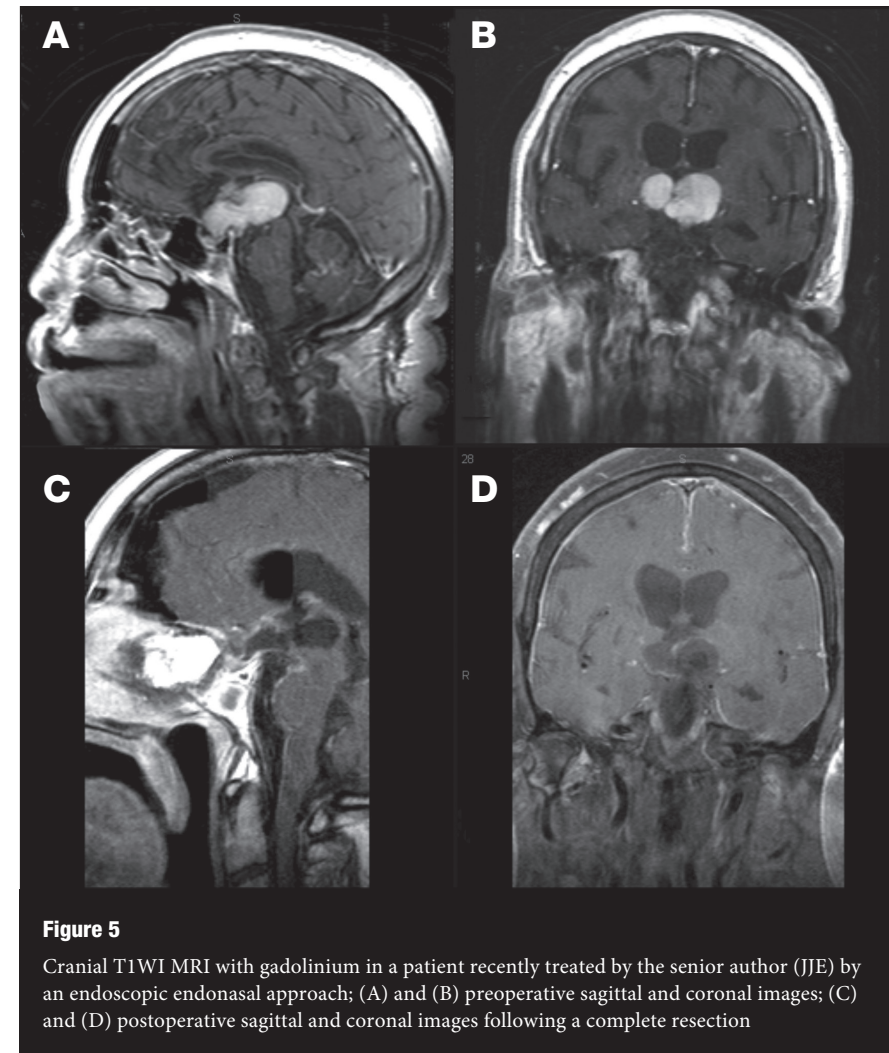 S
A
B
C
S
28
D
S
R
Figure 5
Cranial T1WI MRI with gadolinium in a patient recently treated by the senior author (JJE) by
an endoscopic endonasal approach; (A) and (B) preoperative sagittal and coronal images; (C)
and (D) postoperative sagittal and coronal images following a complete resection